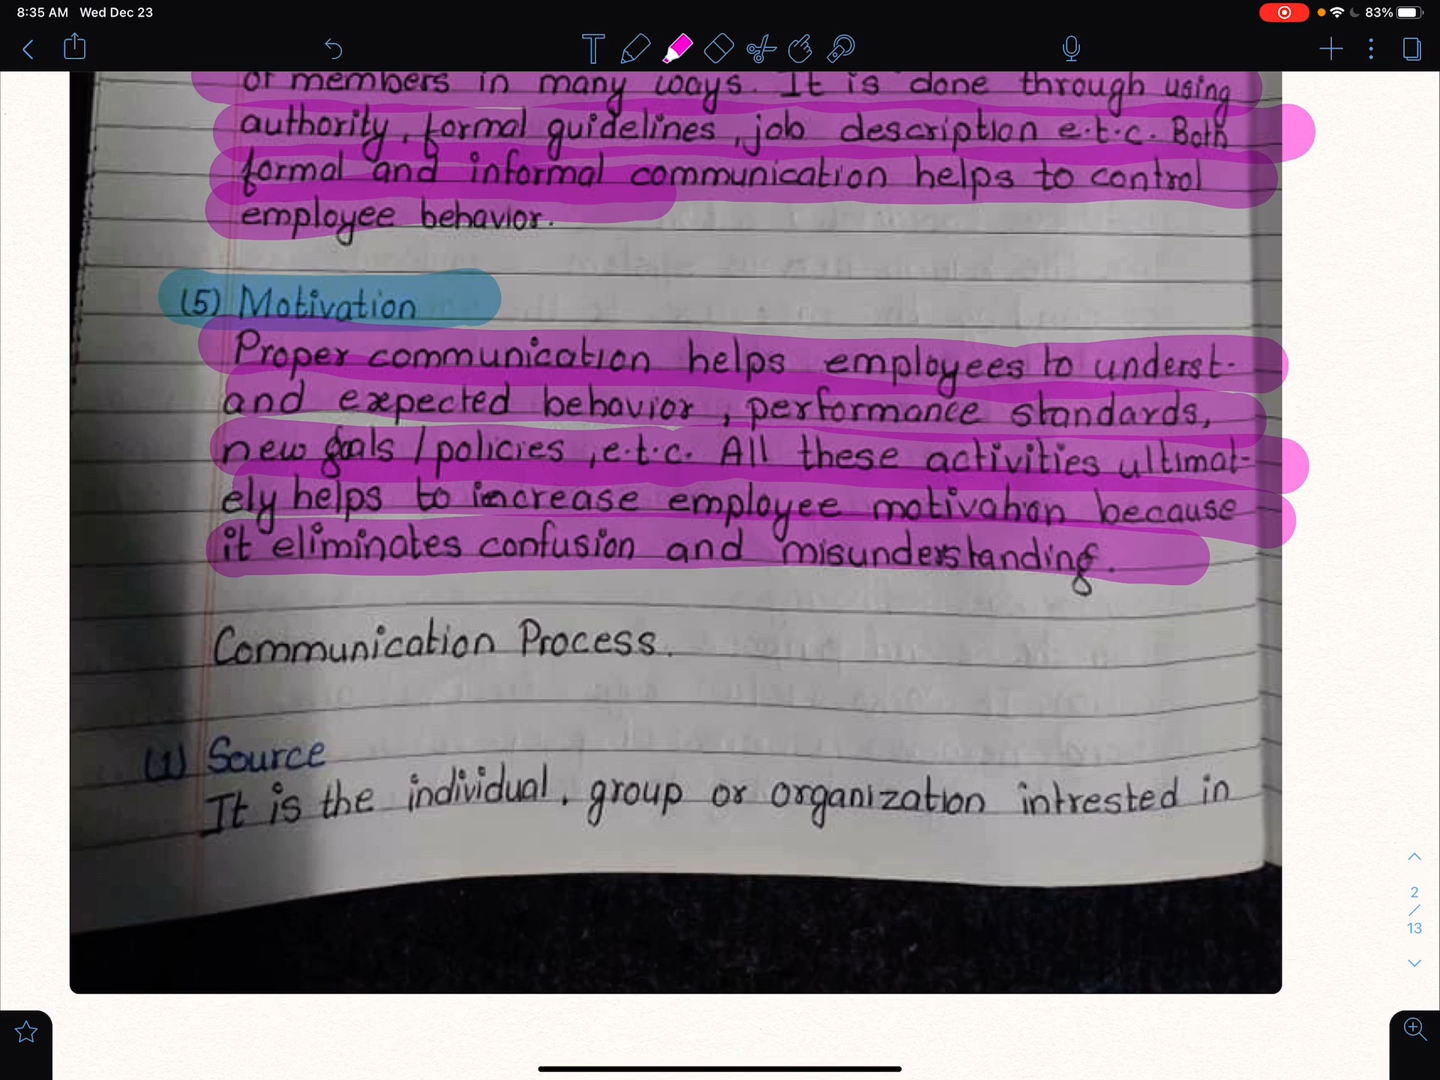 8:35 AM Wed Dec 23
83%
of members in many ways. It is done through using
authority, formal guidelines, job description e.t.c. Both
formal and informal communication helps to control
employee behavior.
(5) Motivation
Proper communication helps employees to underst-
and expected behavior, performance standards,
new goals / policies, e.t.c. All these activities ultimat-
ely helps to increase employee motivation because
it eliminates confusion and misunderstanding.
Communication Process.
(1) Source
It is the individual, group or organization intrested in
2
/
13